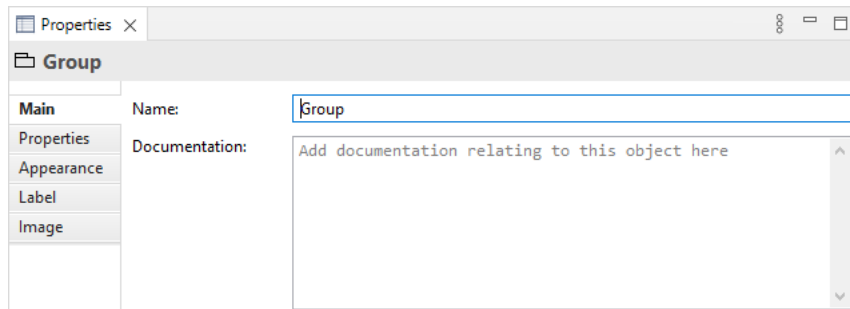 Properties
Group
Main
Name:
Group
Properties
Documentation:
Add documentation relating to this object here
Appearance
Label
Image